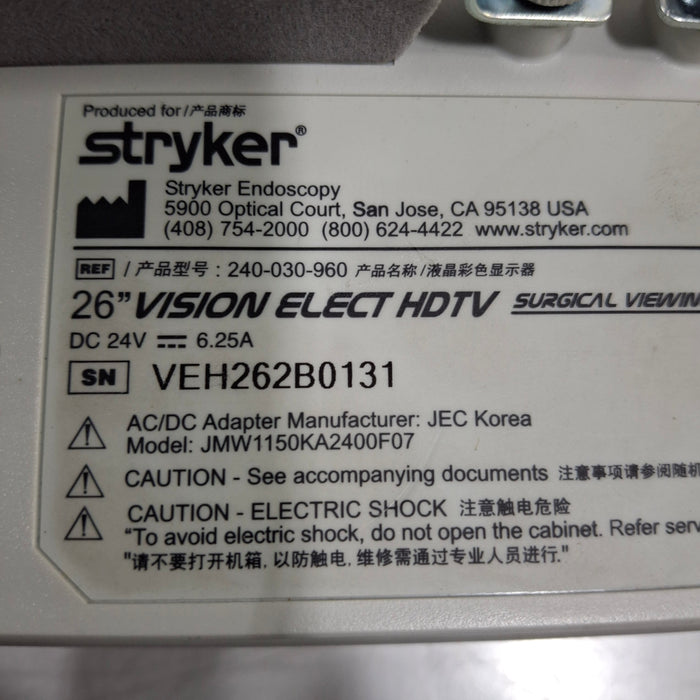 Produced for/产品商标
stryker®
Stryker Endoscopy
5900 Optical Court, San Jose, CA 95138 USA
(408) 754-2000 (800) 624-4422 www.stryker.com
REF / 产品型号 : 240-030-960 产品名称/液晶彩色显示器
26” VISION ELECT HDTV SURGICAL
DC 24V ⎓ 6.25A
SN VEH262B0131
AC/DC Adapter Manufacturer: JEC Korea
Model: JMW1150KA2400F07
CAUTION - See accompanying documents 注意事项请参阅随机
CAUTION - ELECTRIC SHOCK 注意触电危险
“To avoid electric shock, do not open the cabinet. Refer
"请不要打开机箱, 以防触电, 维修需通过专业人员进行."